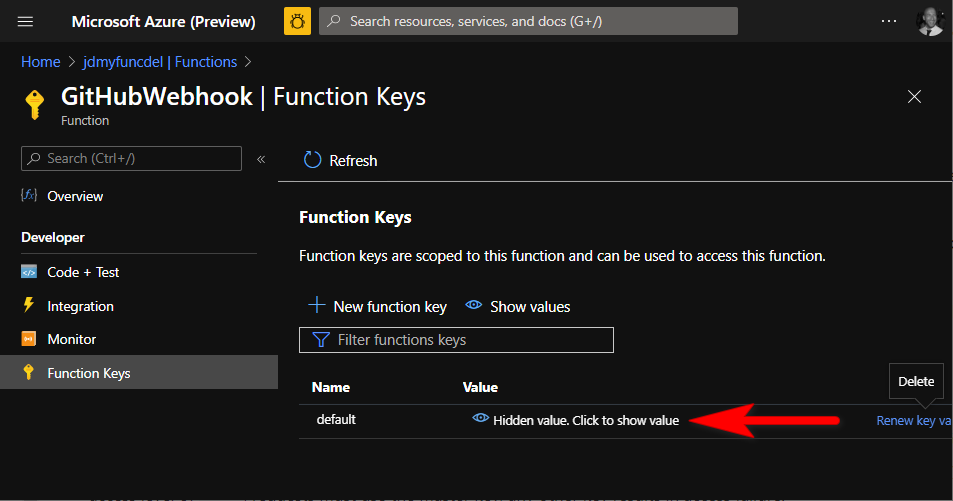 Microsoft Azure (Preview)
Search resources, services, and docs (G+/)
Home > jdmyfuncdel | Functions >
GitHubWebhook | Function Keys
Function
Search (Ctrl+/)
«
Refresh
Overview
Function Keys
Developer
Function keys are scoped to this function and can be used to access this function.
Code + Test
Integration
New function key
Show values
Monitor
Filter functions keys
Function Keys
Name
Value
Delete
default
Hidden value. Click to show value
Renew key va